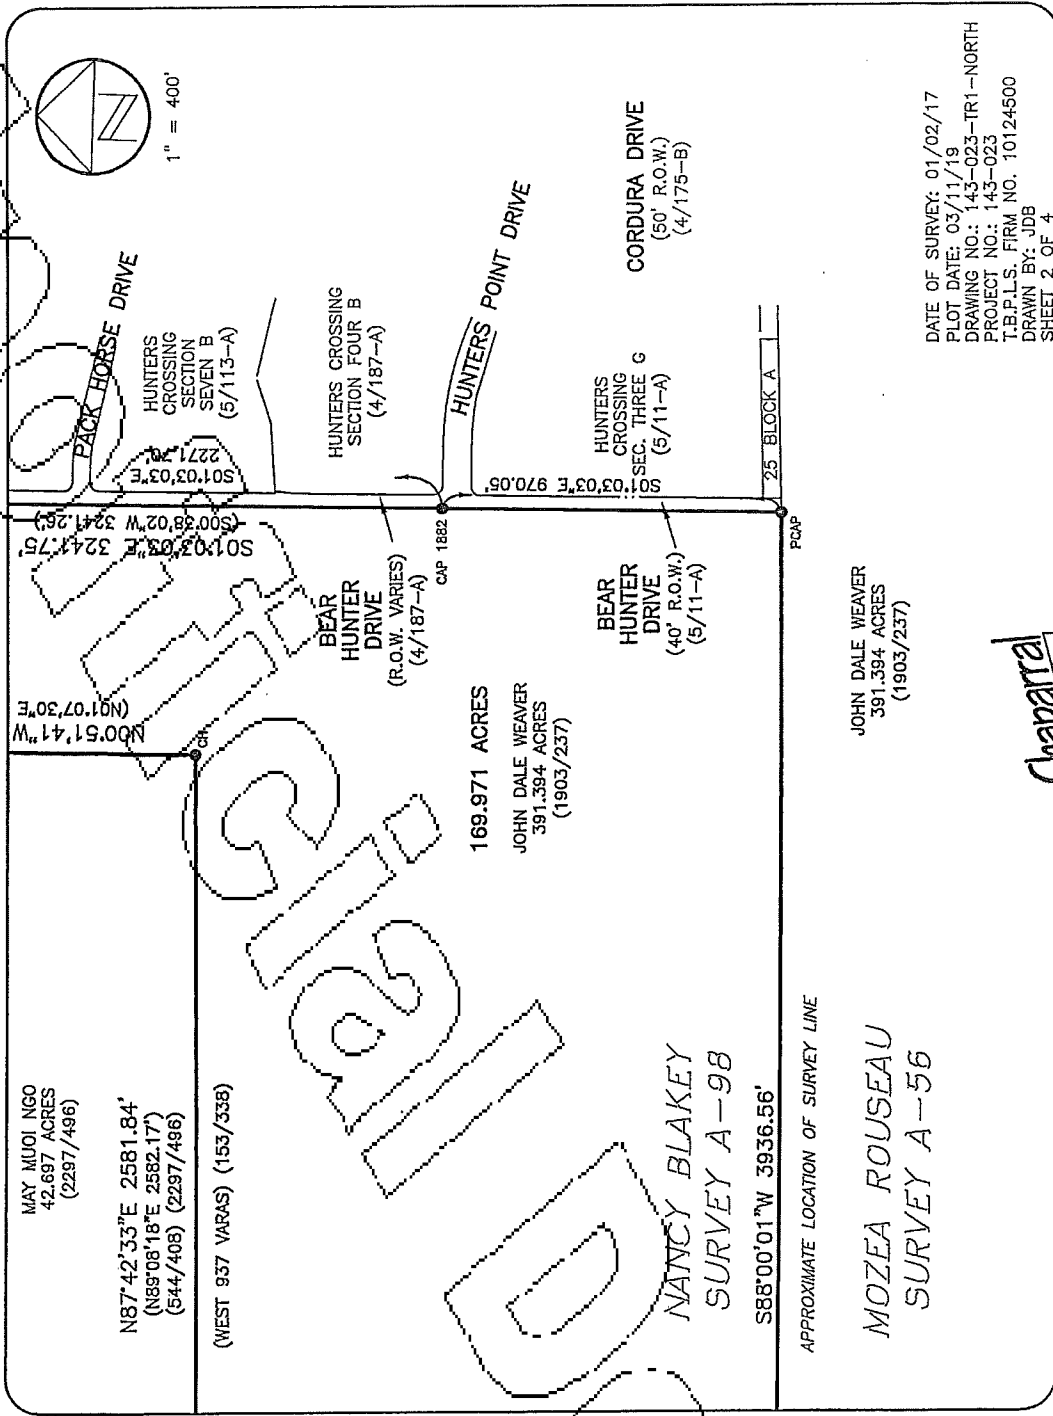 MAY MUOI NGO
42.697 ACRES
(2297/496)
N87°42'33"E 2581.84'
(N89°08'18"E 2582.17')
(544/408) (2297/496)
(WEST 937 VARAS) (153/338)
N00°51'41"W
(N01°07'30"E
CH
S01°03'03"E 3241.75'
(S00°38'02"W 3241.26')
S01°03'03"E
2271.70'
PACK HORSE DRIVE
1" = 400'
HUNTERS
CROSSING
SECTION
SEVEN B
(5/113-A)
BEAR
HUNTER
DRIVE
(R.O.W. VARIES)
(4/187-A)
HUNTERS CROSSING
SECTION FOUR B
(4/187-A)
CAP 1882
HUNTERS POINT DRIVE
169.971 ACRES
JOHN DALE WEAVER
391.394 ACRES
(1903/237)
S01°03'03"E 970.05'
BEAR
HUNTER
DRIVE
(40' R.O.W.)
(5/11-A)
HUNTERS
CROSSING
SEC. THREE G
(5/11-A)
CORDURA DRIVE
(50' R.O.W.)
(4/175-B)
25 BLOCK A
PCAP
NANCY BLAKEY
SURVEY A-98
S88°00'01"W 3936.56'
APPROXIMATE LOCATION OF SURVEY LINE
MOZEA ROUSEAU
SURVEY A-56
JOHN DALE WEAVER
391.394 ACRES
(1903/237)
DATE OF SURVEY: 01/02/17
PLOT DATE: 03/11/19
DRAWING NO.: 143-023-TR1-NORTH
PROJECT NO.: 143-023
T.B.P.L.S. FIRM NO. 10124500
DRAWN BY: JDB
SHEET 2 OF 4
Chaparral